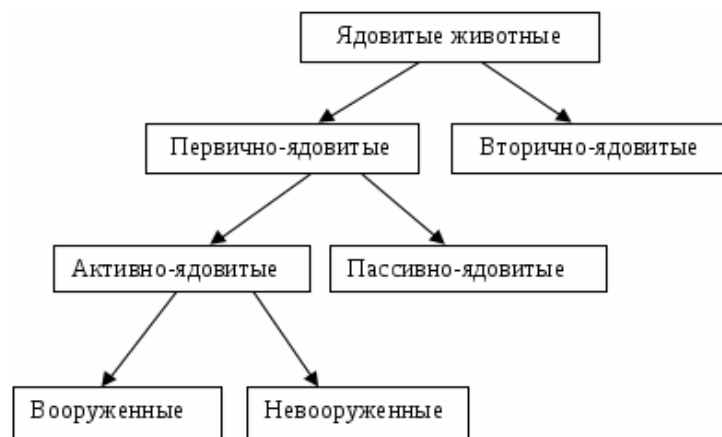 Ядовитые животные
Первично-ядовитые
Вторично-ядовитые
Активно-ядовитые
Пассивно-ядовитые
Вооруженные
Невооруженные